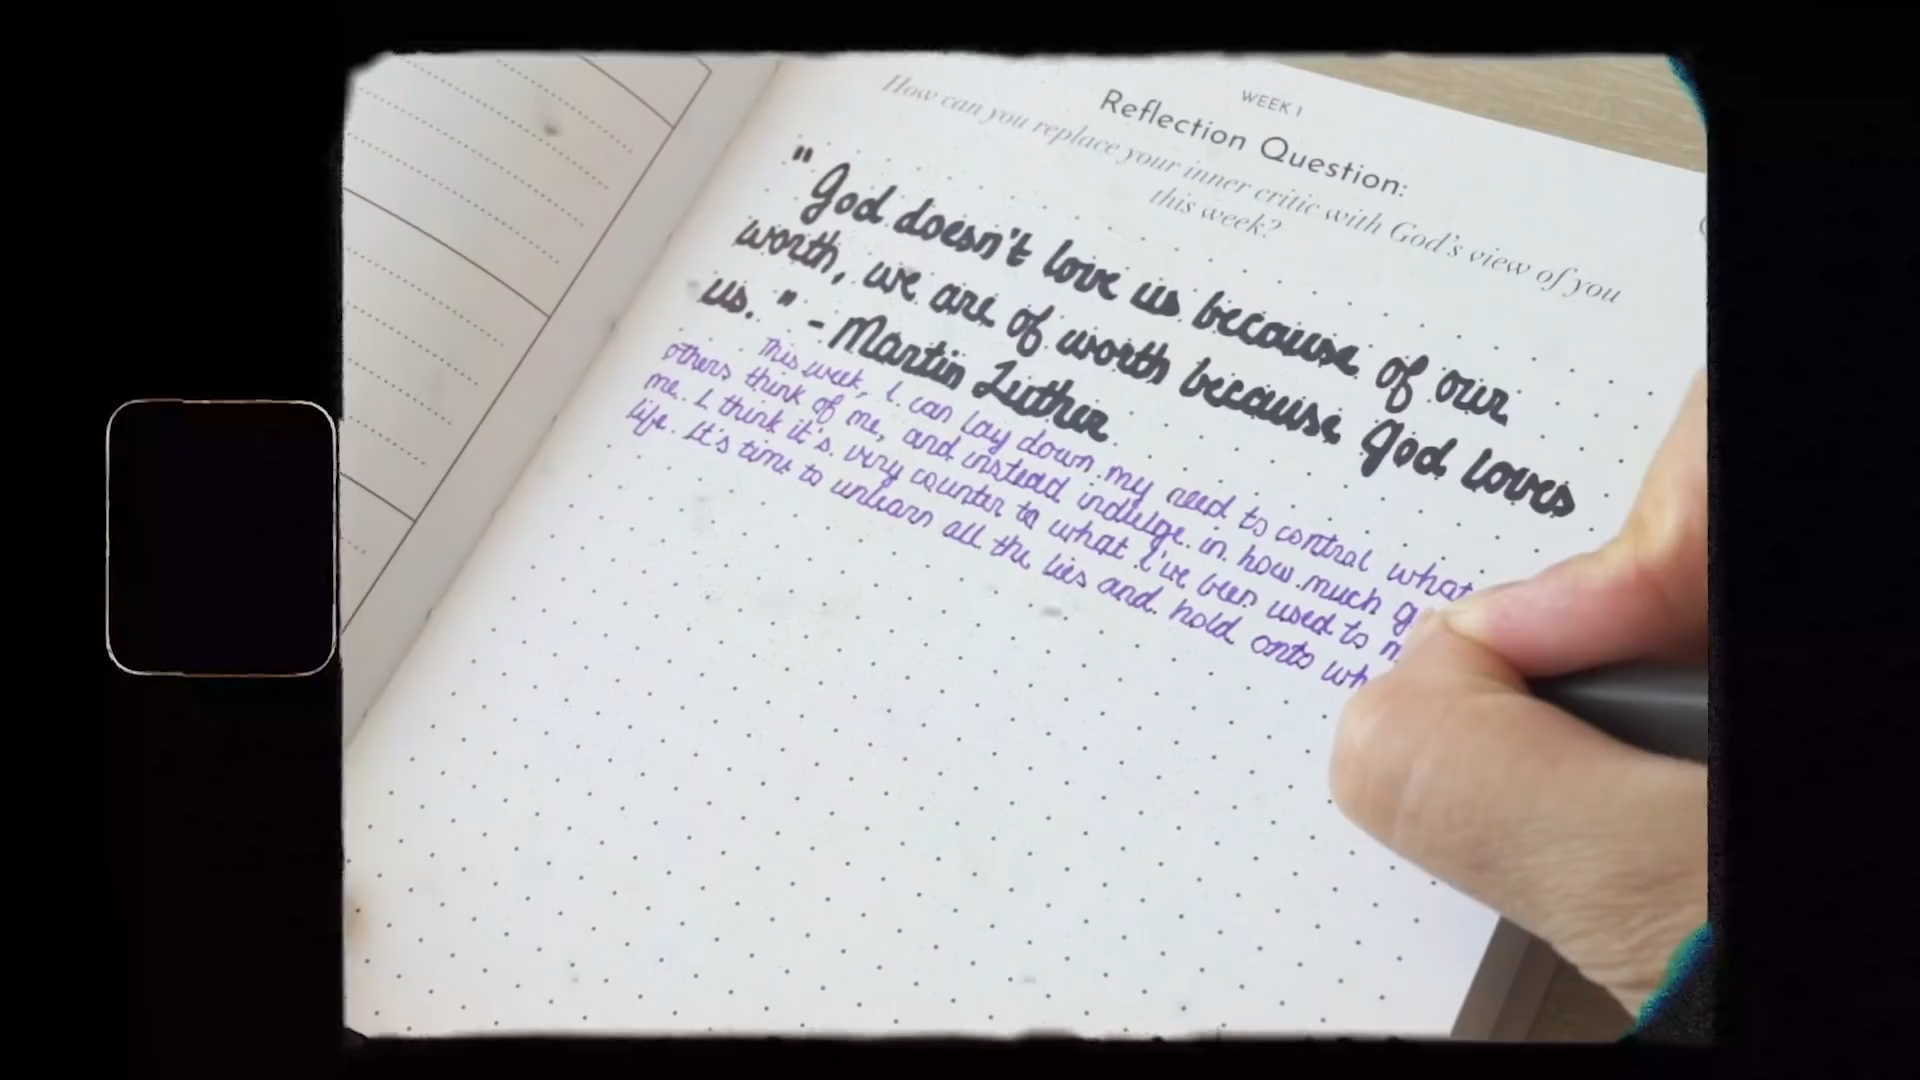 WEEK 1
Reflection Question:
How can you replace your inner critic with God's view of you
this week?
"God doesn't love us because of our
worth, we are of worth because God loves
us." - Martin Luther
This week, I can lay down my need to control what
others think of me, and instead indulge in how much
me. I think it's very counter to what I've been used to
life. It's time to unlearn all the lies and hold onto